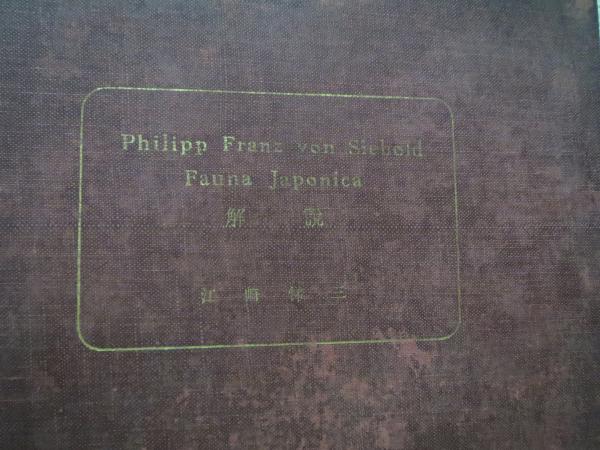 Philipp Franz von Siebold
Fauna Japonica
解 説
江 崎 悌 三